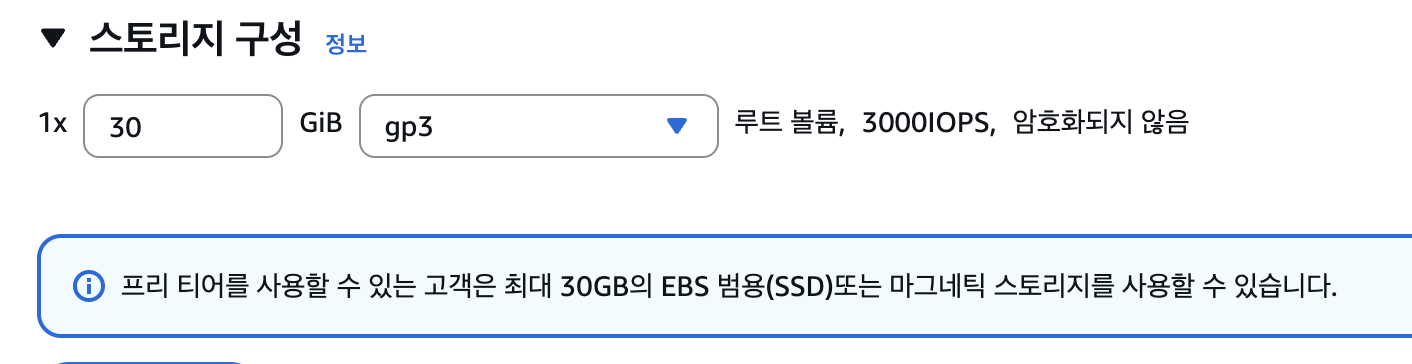 스토리지 구성 정보
1x 30 GiB gp3 루트 볼륨, 3000IOPS, 암호화되지 않음
프리 티어를 사용할 수 있는 고객은 최대 30GB의 EBS 범용(SSD)또는 마그네틱 스토리지를 사용할 수 있습니다.